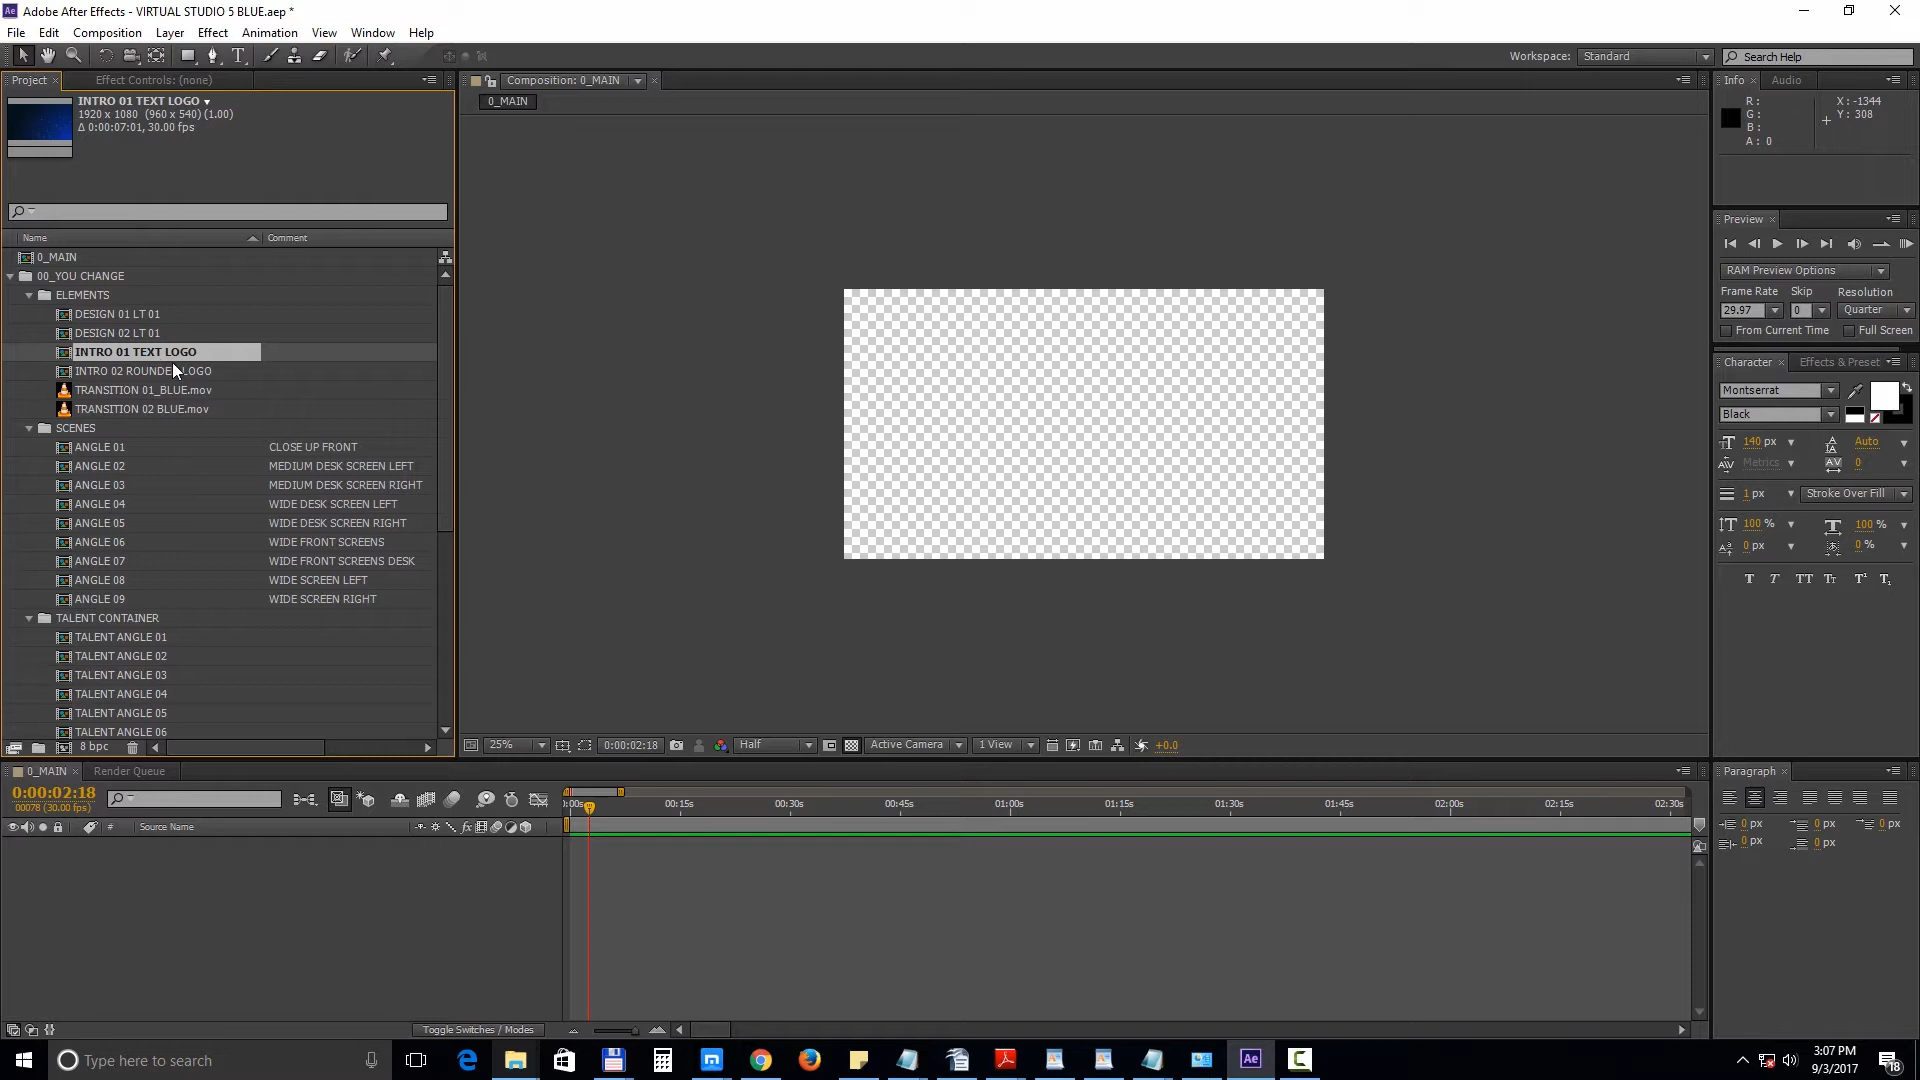 Adobe After Effects - VIRTUAL STUDIO 5 BLUE.aep *
File Edit Composition Layer Effect Animation View Window Help
Workspace: Standard
Search Help
Project Effect Controls: (none)
INTRO 01 TEXT LOGO
1920 x 1080 (960 x 540) (1.00)
Δ 0:00:07:01, 30.00 fps
Name Comment
0_MAIN
00_YOU CHANGE
ELEMENTS
DESIGN 01 LT 01
DESIGN 02 LT 01
INTRO 01 TEXT LOGO
INTRO 02 ROUNDE LOGO
TRANSITION 01_BLUE.mov
TRANSITION 02 BLUE.mov
SCENES
ANGLE 01 CLOSE UP FRONT
ANGLE 02 MEDIUM DESK SCREEN LEFT
ANGLE 03 MEDIUM DESK SCREEN RIGHT
ANGLE 04 WIDE DESK SCREEN LEFT
ANGLE 05 WIDE DESK SCREEN RIGHT
ANGLE 06 WIDE FRONT SCREENS
ANGLE 07 WIDE FRONT SCREENS DESK
ANGLE 08 WIDE SCREEN LEFT
ANGLE 09 WIDE SCREEN RIGHT
TALENT CONTAINER
TALENT ANGLE 01
TALENT ANGLE 02
TALENT ANGLE 03
TALENT ANGLE 04
TALENT ANGLE 05
TALENT ANGLE 06
8 bpc
Composition: 0_MAIN
0_MAIN
25% 0:00:02:18 Half Active Camera 1 View +0.0
Info Audio
R: X: -1344
G: Y: 308
B:
A: 0
Preview
RAM Preview Options
Frame Rate Skip Resolution
29.97 0 Quarter
From Current Time Full Screen
Character Effects & Preset
Montserrat
Black
140 px Auto
Metrics 0
1 px Stroke Over Fill
100 % 100 %
0 px 0 %
T T TT Tt T¹ T₁
Paragraph
0 px 0 px 0 px
0 px 0 px
0_MAIN Render Queue
0:00:02:18
00078 (30.00 fps)
# Source Name
):00s 00:15s 00:30s 00:45s 01:00s 01:15s 01:30s 01:45s 02:00s 02:15s 02:30s
Toggle Switches / Modes
Type here to search
Ae
3:07 PM
9/3/2017
18